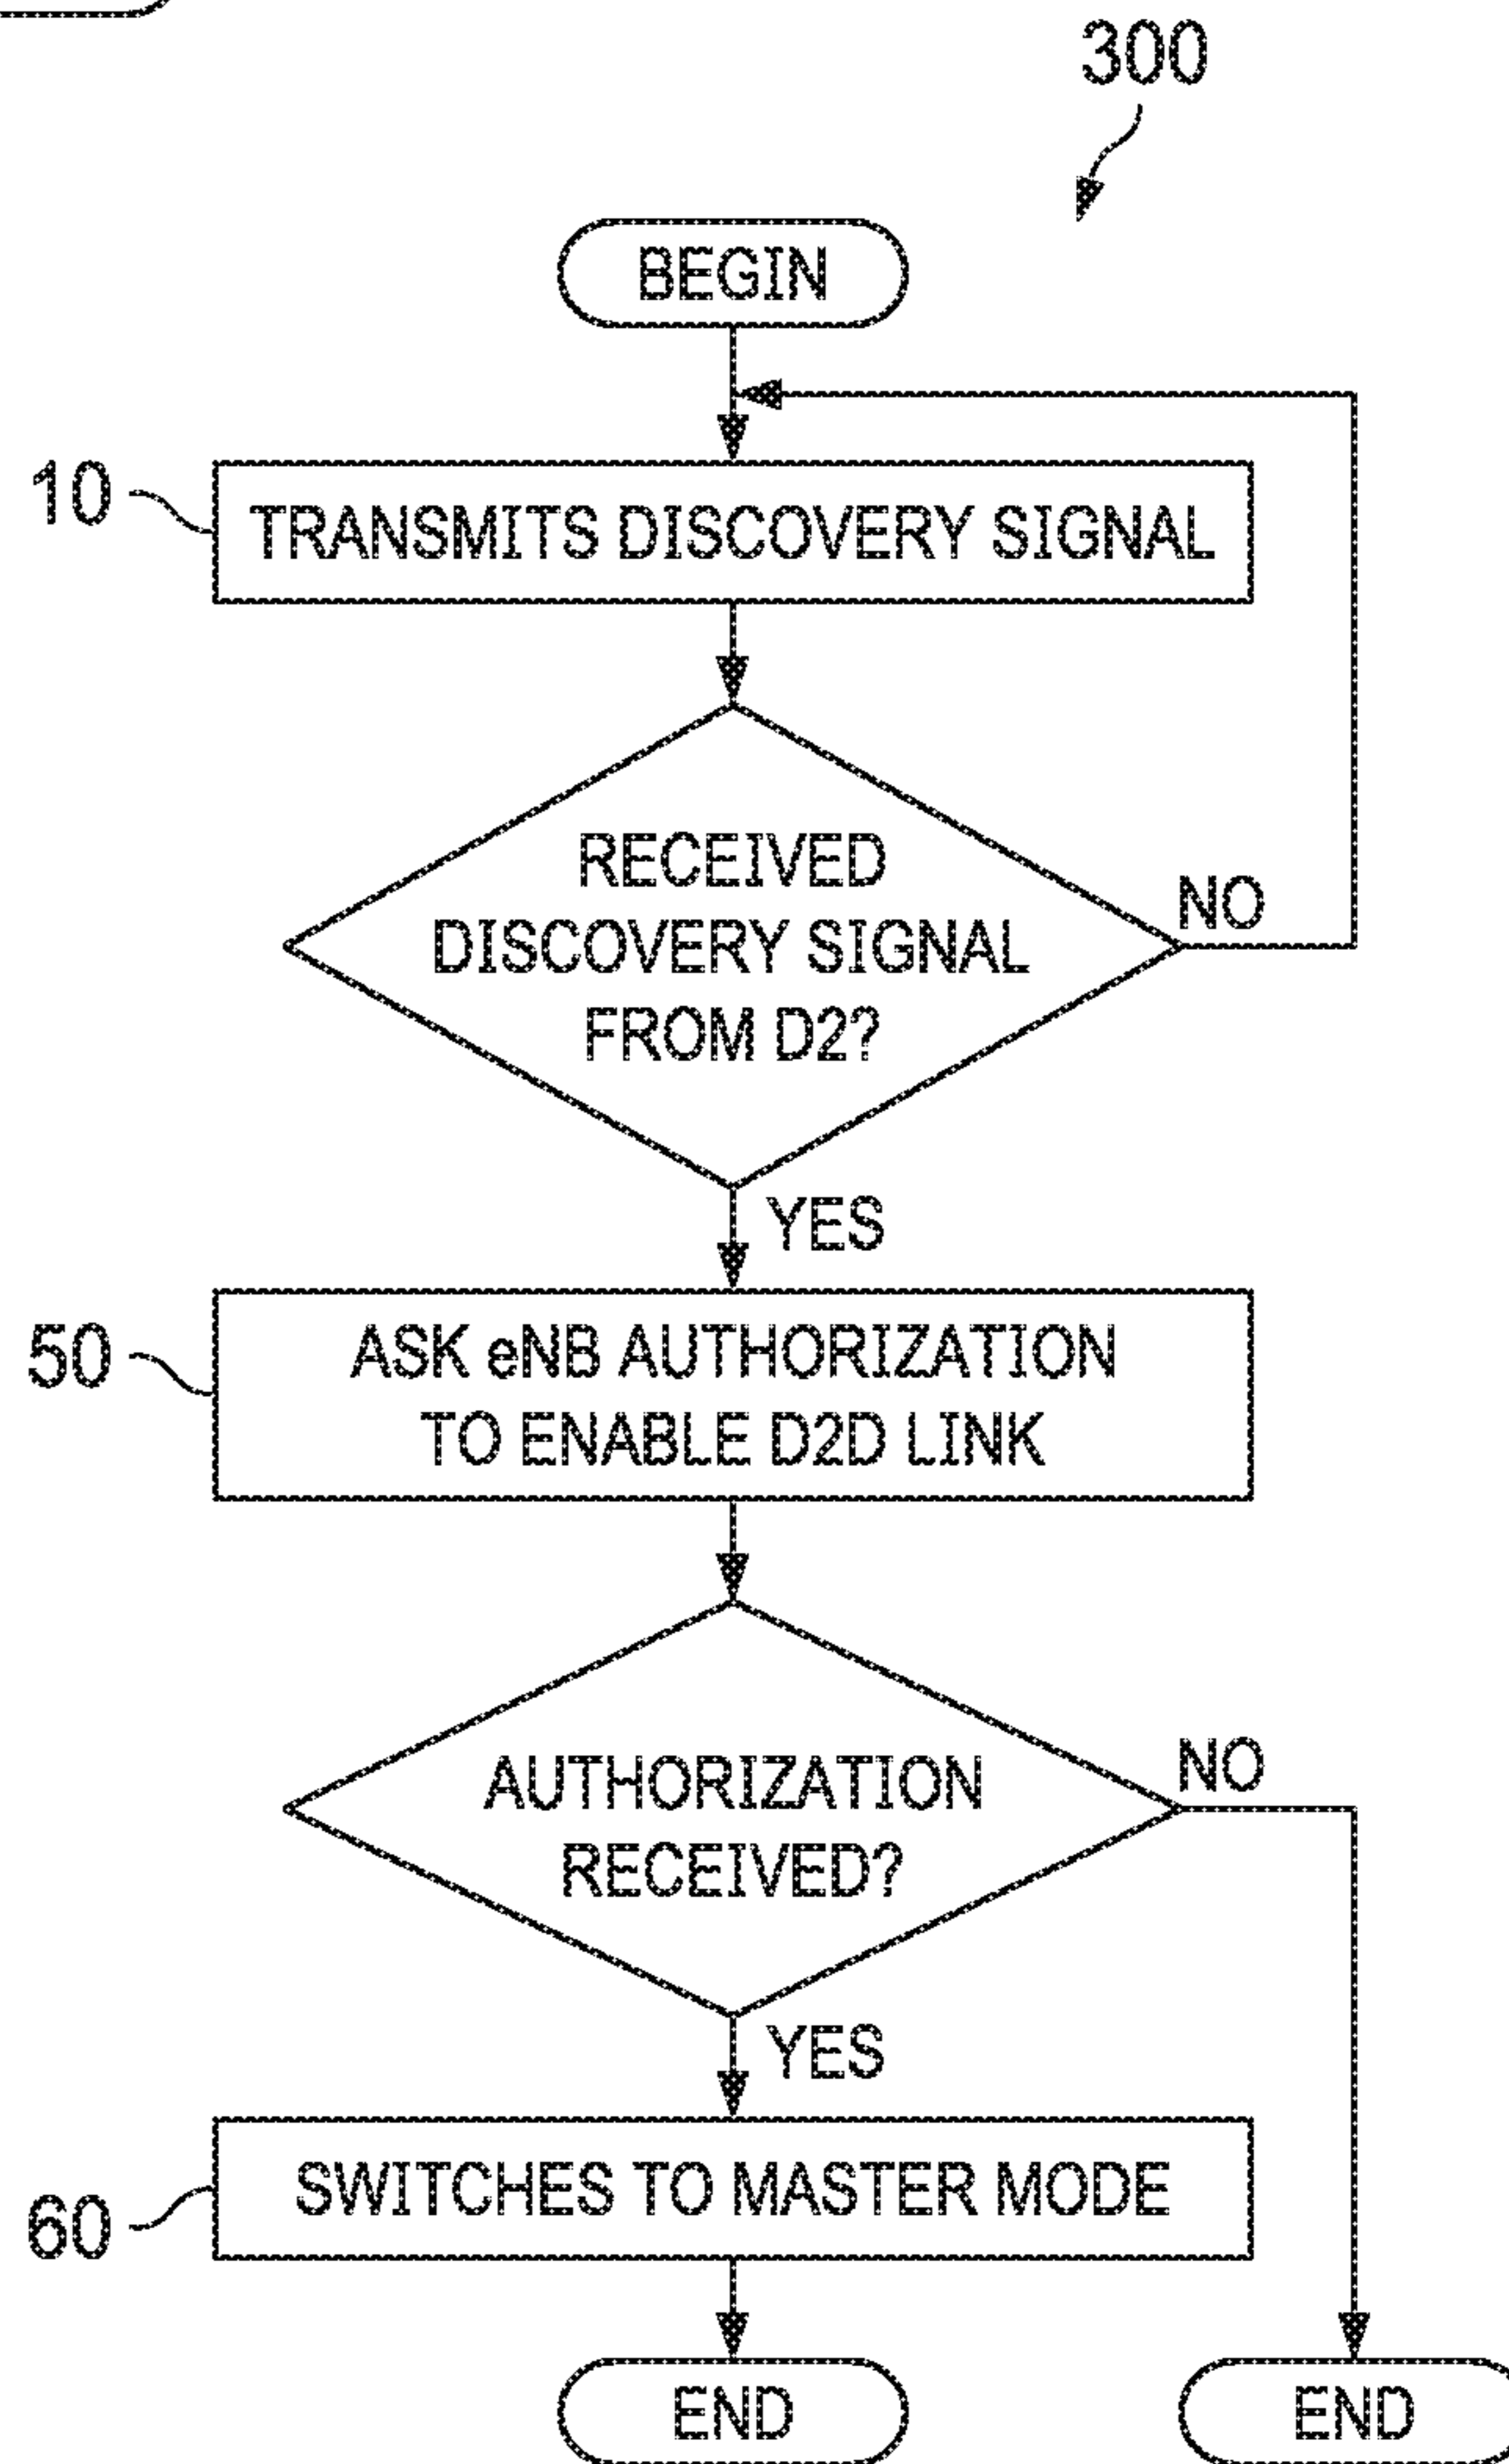 300
BEGIN
10
TRANSMITS DISCOVERY SIGNAL
RECEIVED
DISCOVERY SIGNAL
FROM D2?
NO
YES
50
ASK eNB AUTHORIZATION
TO ENABLE D2D LINK
AUTHORIZATION
RECEIVED?
NO
YES
60
SWITCHES TO MASTER MODE
END
END